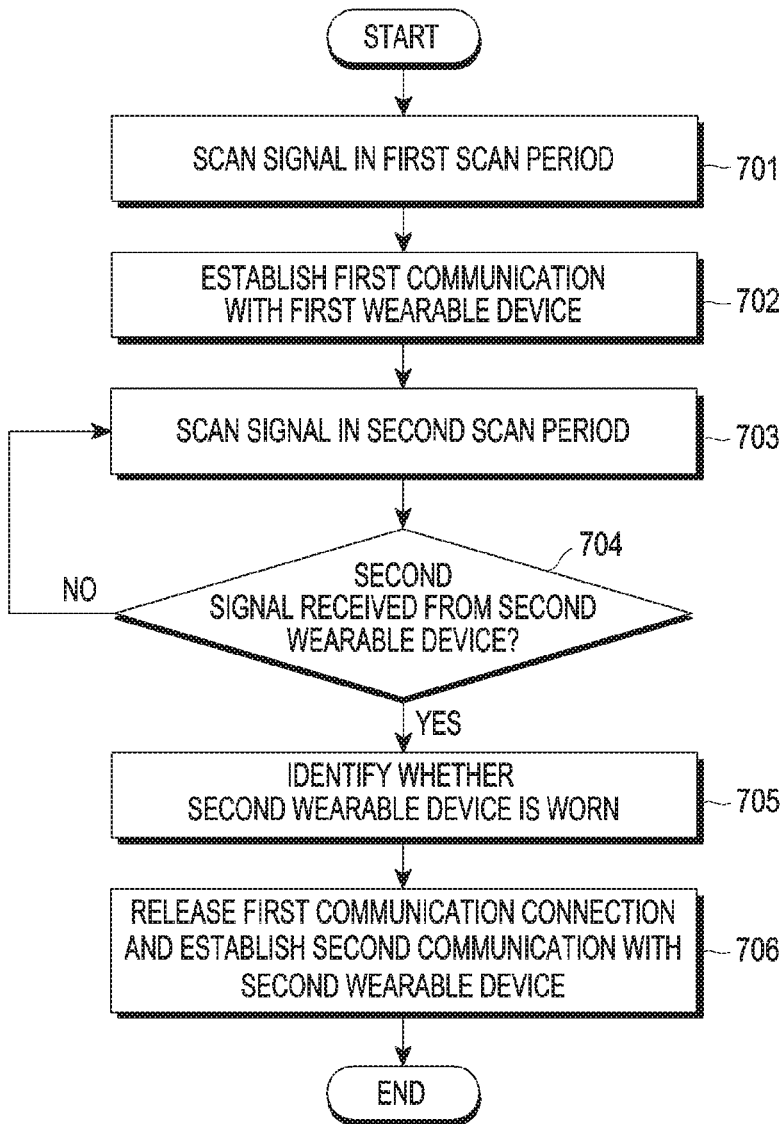 START
SCAN SIGNAL IN FIRST SCAN PERIOD
701
ESTABLISH FIRST COMMUNICATION
WITH FIRST WEARABLE DEVICE
702
SCAN SIGNAL IN SECOND SCAN PERIOD
703
704
SECOND
SIGNAL RECEIVED FROM SECOND
WEARABLE DEVICE?
NO
YES
IDENTIFY WHETHER
SECOND WEARABLE DEVICE IS WORN
705
RELEASE FIRST COMMUNICATION CONNECTION
AND ESTABLISH SECOND COMMUNICATION WITH
SECOND WEARABLE DEVICE
706
END